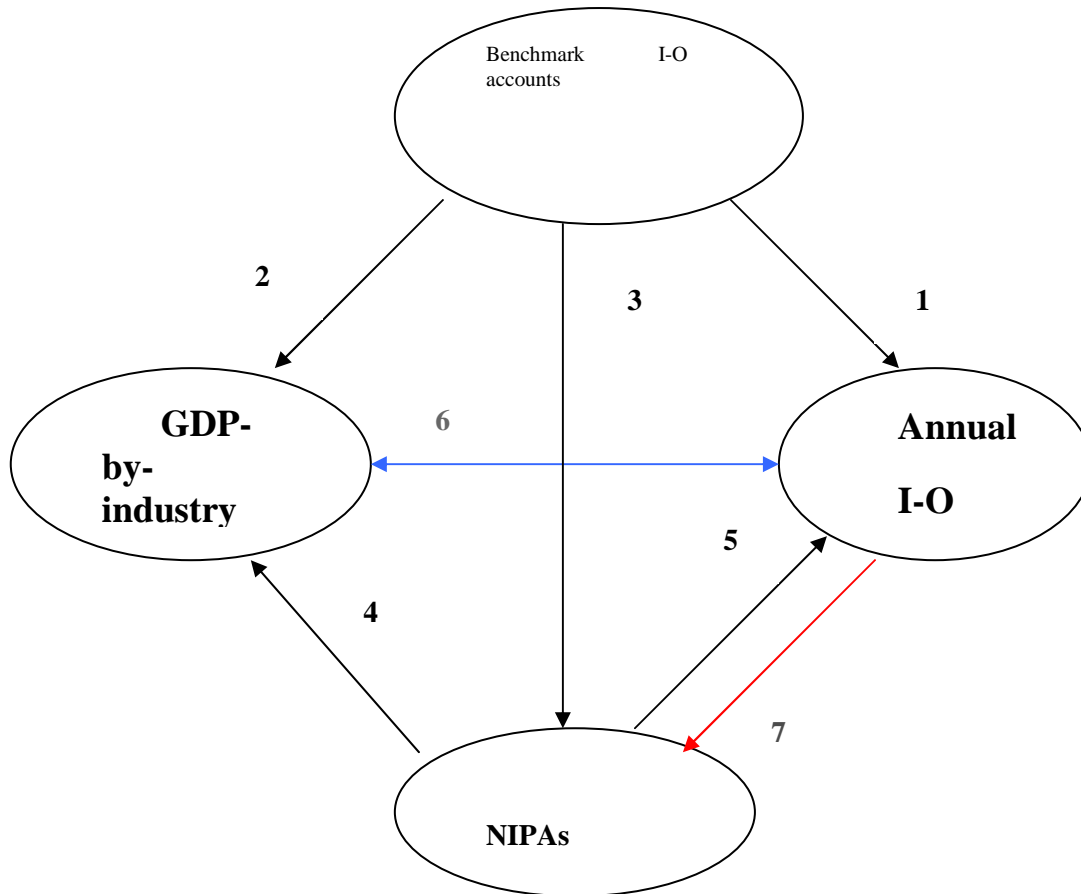 Benchmark I-O
accounts
2
3
1
6
GDP-
by-
industry
Annual
I-O
5
4
7
NIPAs